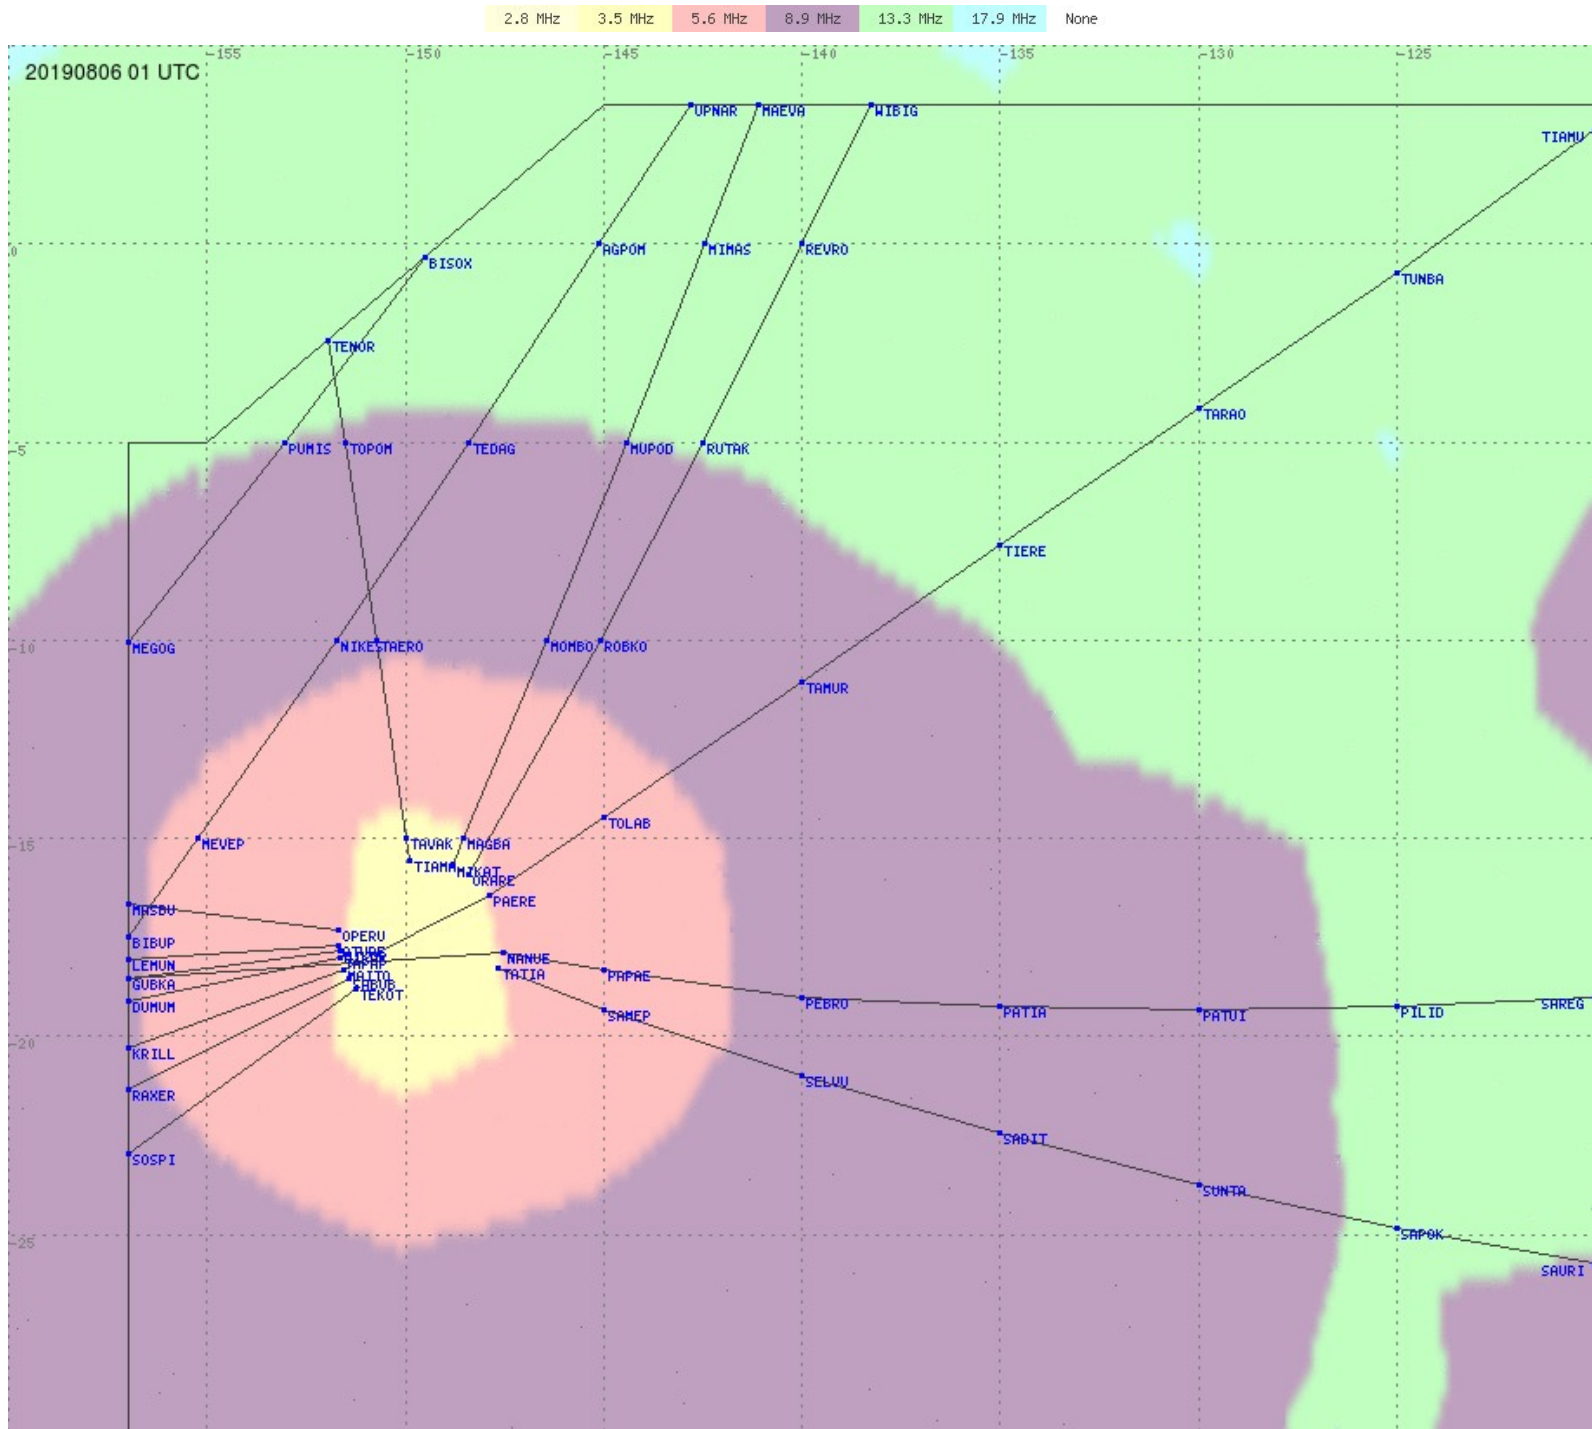 2.8 MHz 3.5 MHz 5.6 MHz 8.9 MHz 13.3 MHz 17.9 MHz None
-155 -150 -145 -140 -135 -130 -125
20190806 01 UTC
UPNAR MAEVA WIBIG
TIAMU
0 AGPOM MIMAS REVRO
BISOX
TUNBA
TENOR
TARAO
-5 PUMIS TOPOM TEDAG MUPOD RUTAK
TIERE
-10 MEGOG NIKES TAERO MOMBO ROBKO
TAMUR
TOLAB
-15 MEVEP TAVAK MAGBA
TIAMA MIKAT
ORARE
PAERE
MASBU
OPERU
BIBUP
NANUE
LEMUN
TATIA PAPAE
MAITO
GUBKA
TEKOT
DUMUM
PEBRO PATIA PATUI PILID SAREG
SAMEP
-20
KRILL
SELVU
RAXER
SADIT
SOSPI
SUNTA
-25 SAPOK
SAURI